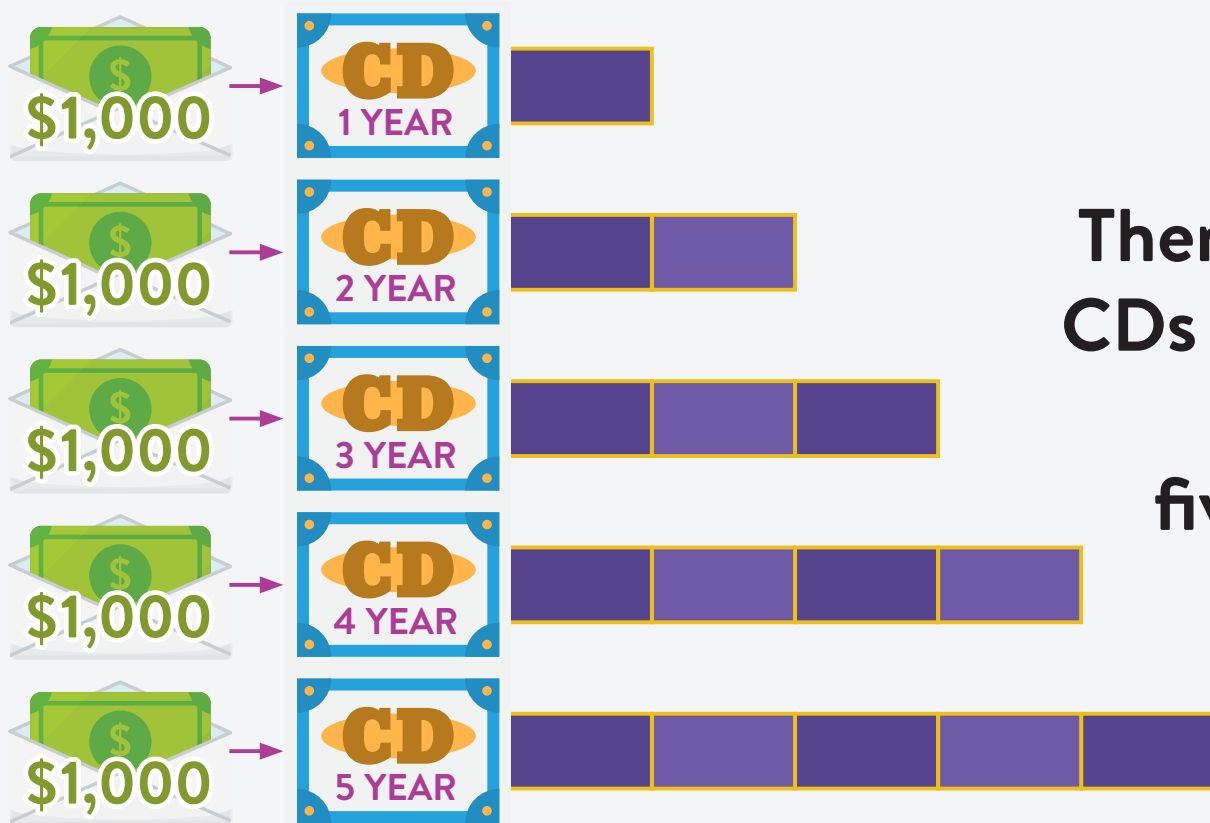 $
$1,000
CD
1 YEAR
$
$1,000
CD
2 YEAR
CDs
$
$1,000
CD
3 YEAR
$
$1,000
CD
4 YEAR
$
$1,000
CD
5 YEAR